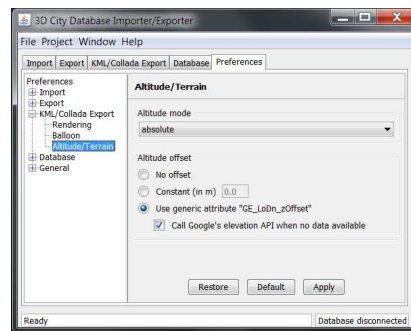 3D City Database Importer/Exporter
File Project Window Help
Import Export KML/Collada Export Database Preferences
Preferences
Import
Export
KML/Collada Export
Rendering
Balloon
Altitude/Terrain
Database
General
Altitude/Terrain
Altitude mode
absolute
Altitude offset
No offset
Constant (in m) 0.0
Use generic attribute "GE_LoDn_zOffset"
Call Google's elevation API when no data available
Restore Default Apply
Ready Database disconnected